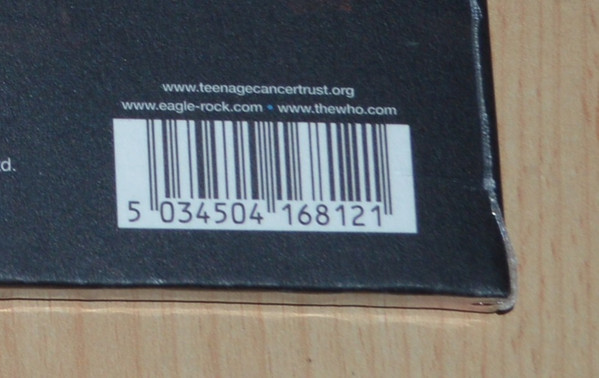 www.teenagecancertrust.org
www.eagle-rock.com • www.thewho.com
d.
5 034504 168121